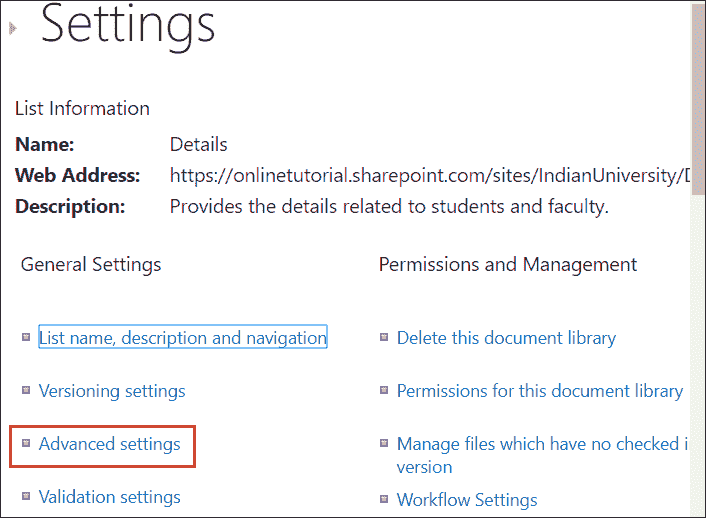 Settings
List Information
Name: Details
Web Address: https://onlinetutorial.sharepoint.com/sites/IndianUniversity/D
Description: Provides the details related to students and faculty.
General Settings
Permissions and Management
List name, description and navigation
Delete this document library
Versioning settings
Permissions for this document library
Advanced settings
Manage files which have no checked i
version
Validation settings
Workflow Settings